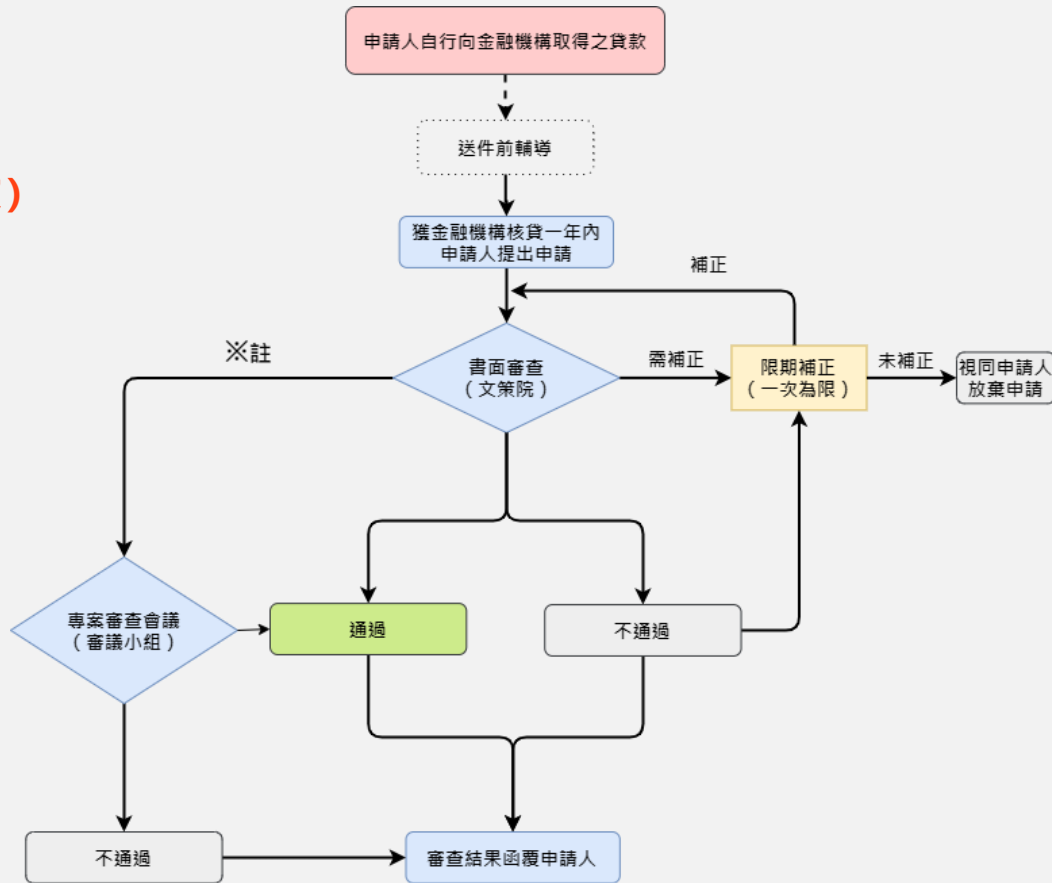 申請人自行向金融機構取得之貸款
送件前輔導
)
獲金融機構核貸一年內
申請人提出申請
補正
※註
書面審查
（文策院）
需補正
限期補正
（一次為限）
未補正
視同申請人
放棄申請
專案審查會議
（審議小組）
通過
不通過
不通過
審查結果函覆申請人